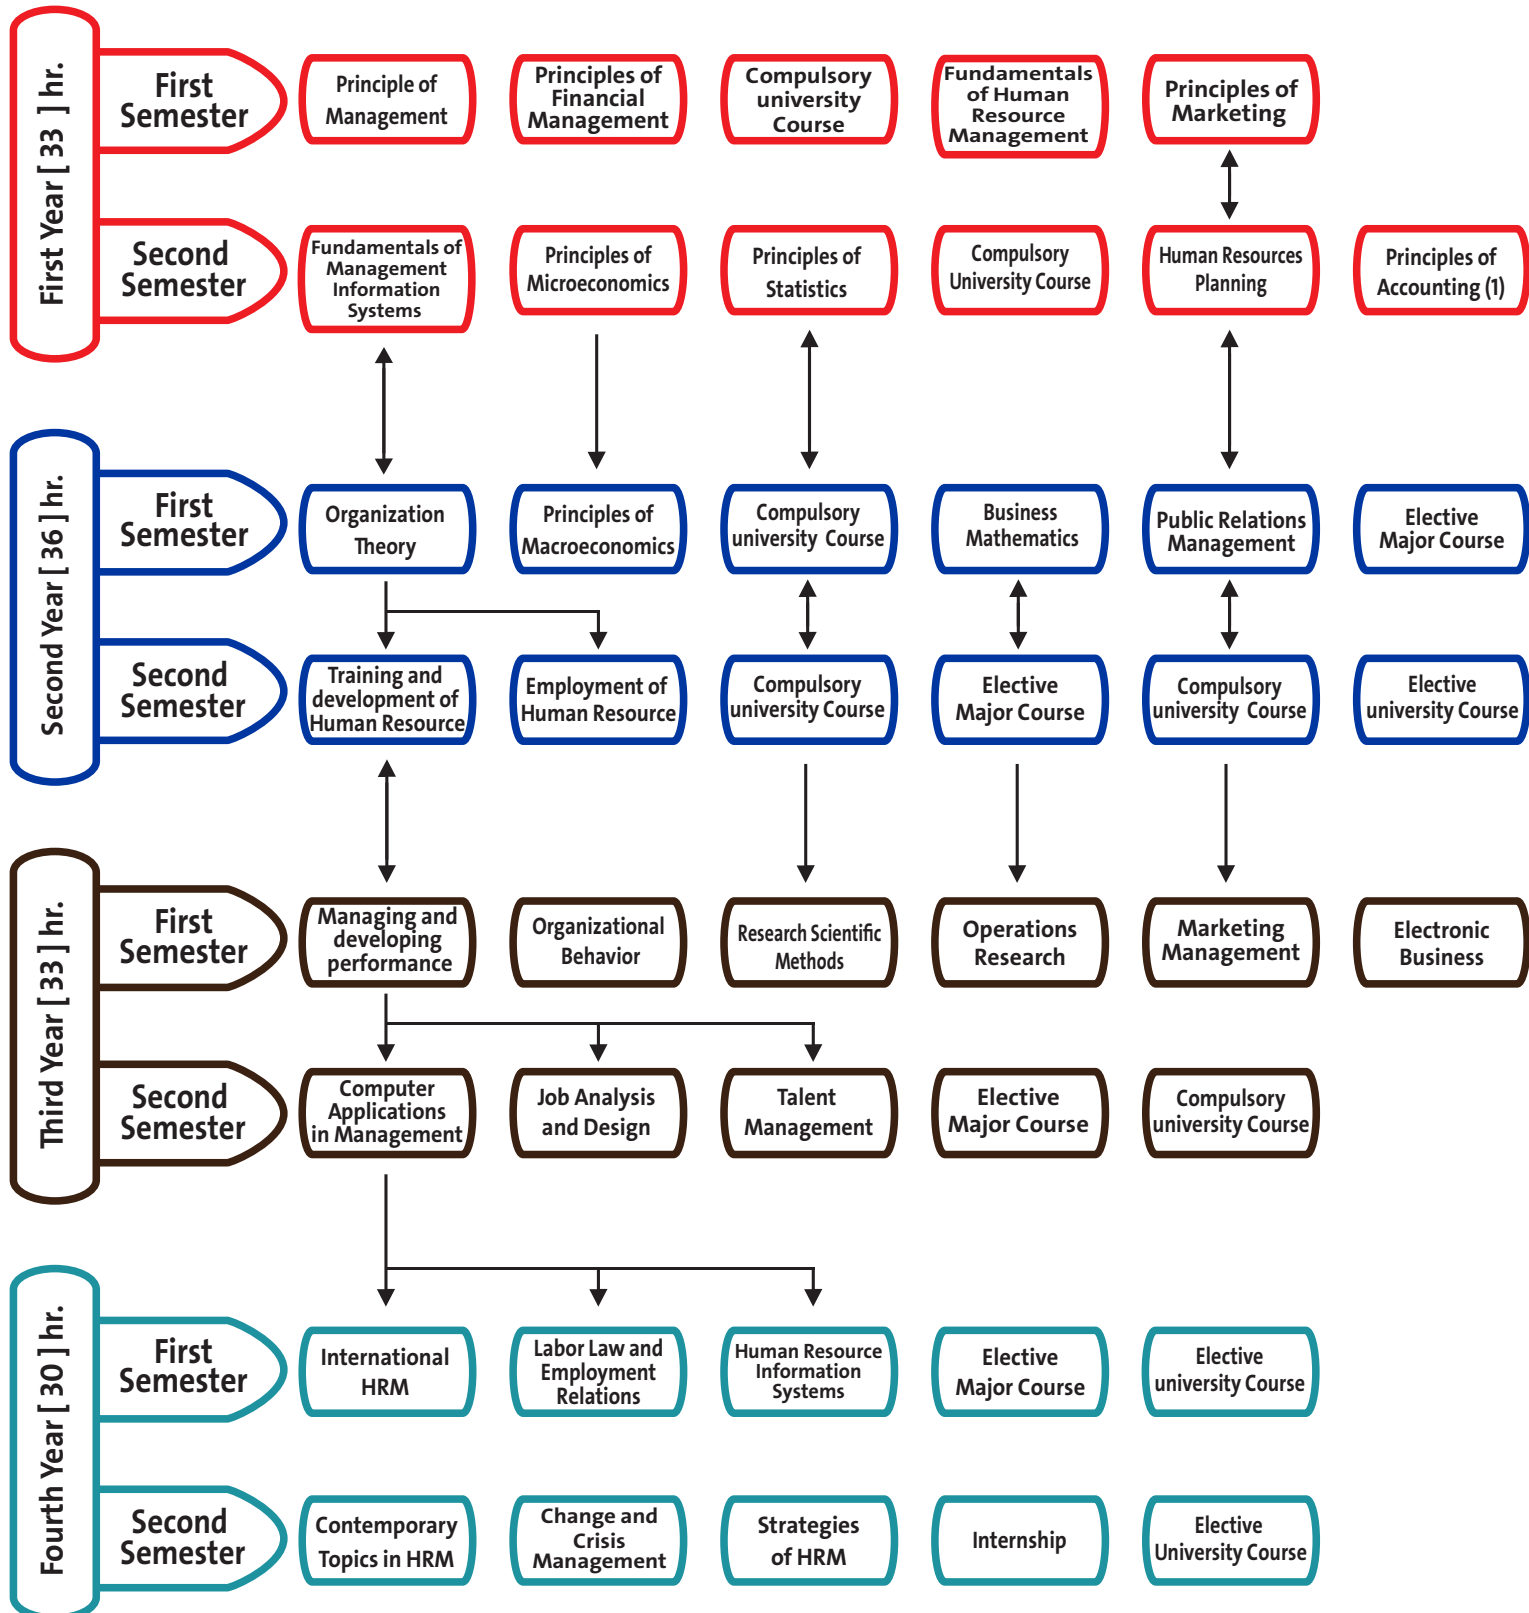 First Year [ 33 ] hr.
First
Semester
Principle of
Management
Principles of
Financial
Management
Compulsory
university
Course
Fundamentals
of Human
Resource
Management
Principles of
Marketing
Second
Semester
Fundamentals of
Management
Information
Systems
Principles of
Microeconomics
Principles of
Statistics
Compulsory
University Course
Human Resources
Planning
Principles of
Accounting (1)
Second Year [ 36 ] hr.
First
Semester
Organization
Theory
Principles of
Macroeconomics
Compulsory
university Course
Business
Mathematics
Public Relations
Management
Elective
Major Course
Second
Semester
Training and
development of
Human Resource
Employment of
Human Resource
Compulsory
university Course
Elective
Major Course
Compulsory
university Course
Elective
university Course
Third Year [ 33 ] hr.
First
Semester
Managing and
developing
performance
Organizational
Behavior
Research Scientific
Methods
Operations
Research
Marketing
Management
Electronic
Business
Second
Semester
Computer
Applications
in Management
Job Analysis
and Design
Talent
Management
Elective
Major Course
Compulsory
university Course
Fourth Year [ 30 ] hr.
First
Semester
International
HRM
Labor Law and
Employment
Relations
Human Resource
Information
Systems
Elective
Major Course
Elective
university Course
Second
Semester
Contemporary
Topics in HRM
Change and
Crisis
Management
Strategies
of HRM
Internship
Elective
University Course